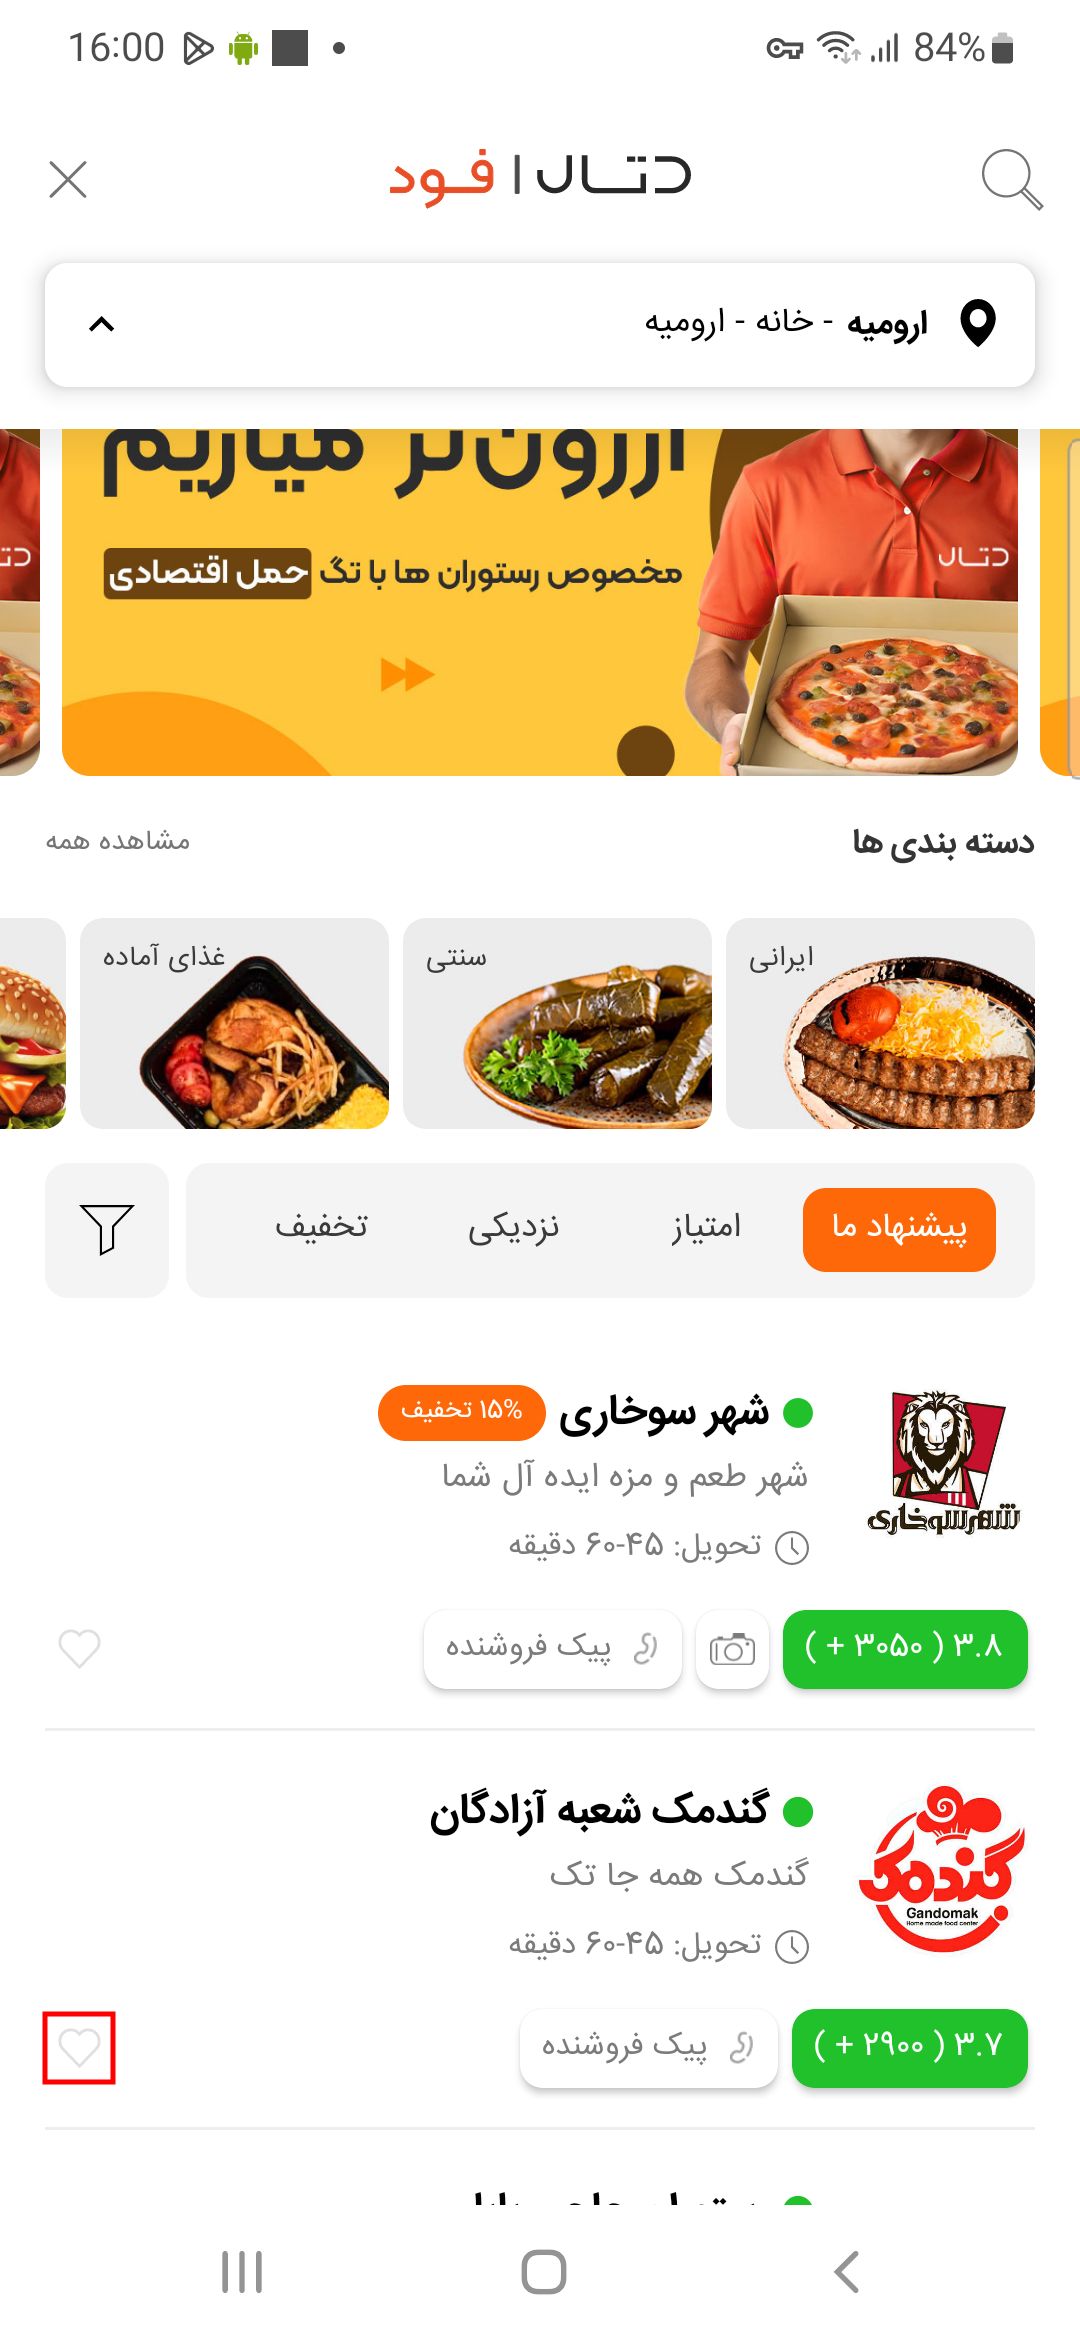 16:00
84%
دتال | فود
ارومیه - خانه - ارومیه
ارزون‌تر میاریم
مخصوص رستوران ها با تگ حمل اقتصادی
دتال
دسته بندی ها
مشاهده همه
ایرانی
سنتی
غذای آماده
پیشنهاد ما
امتیاز
نزدیکی
تخفیف
شهر سوخاری
۱۵% تخفیف
شهر طعم و مزه ایده آل شما
تحویل: ۴۵-۶۰ دقیقه
شهر سوخاری
۳.۸ ( ۳۰۵۰ + )
پیک فروشنده
گندمک شعبه آزادگان
گندمک همه جا تک
تحویل: ۴۵-۶۰ دقیقه
گندمک
Gandomak
Home made food center
۳.۷ ( ۲۹۰۰ + )
پیک فروشنده